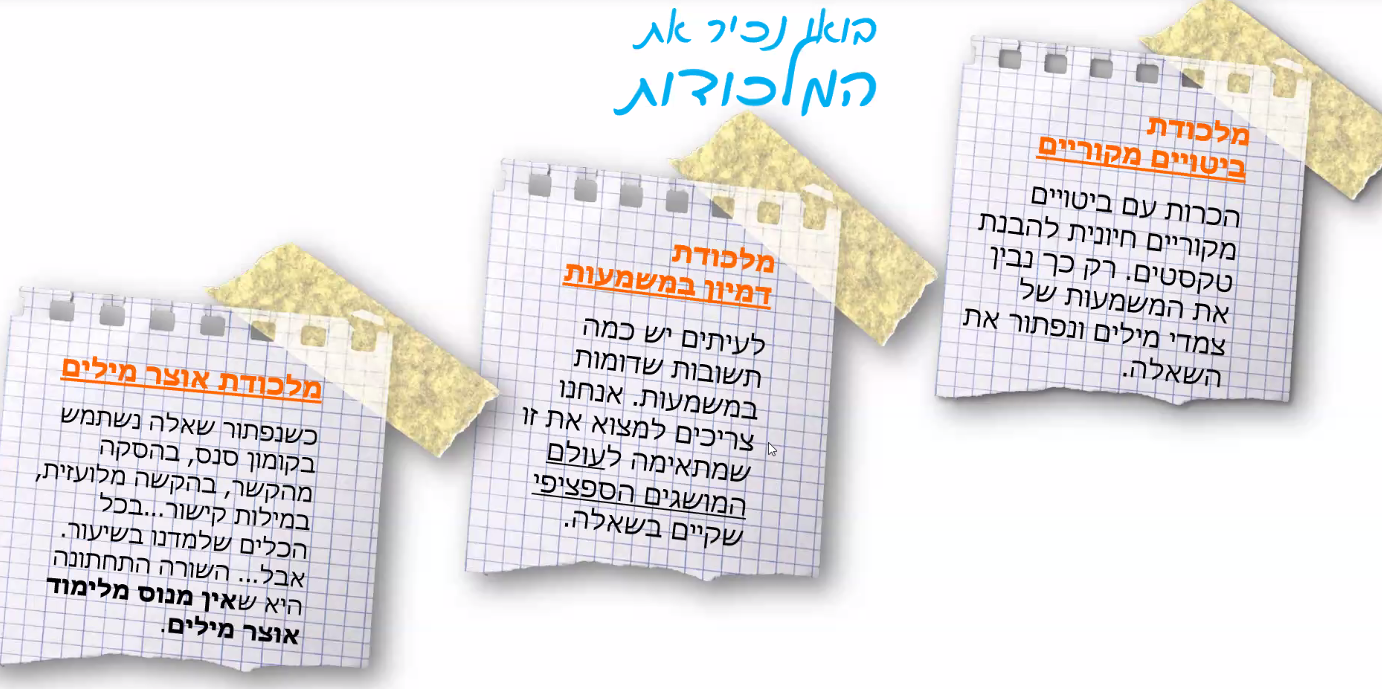 בואו נכיר את
המלכודות
מלכודת
ביטויים מקוריים
הכרות עם ביטויים
מקוריים חיונית להבנת
טקסטים. רק כך נבין
את המשמעות של
צמדי מילים ונפתור את
השאלה.
מלכודת
דמיון במשמעות
לעיתים יש כמה
תשובות שדומות
במשמעות. אנחנו
צריכים למצוא את זו
שמתאימה לעולם
המושגים הספציפי
שקיים בשאלה.
מלכודת אוצר מילים
כשנפתור שאלה נשתמש
בקומון סנס, בהסקה
מהקשר, בהקשה מלועזית,
במילות קישור...בכל
הכלים שלמדנו בשיעור.
אבל... השורה התחתונה
היא שאין מנוס מלימוד
אוצר מילים.